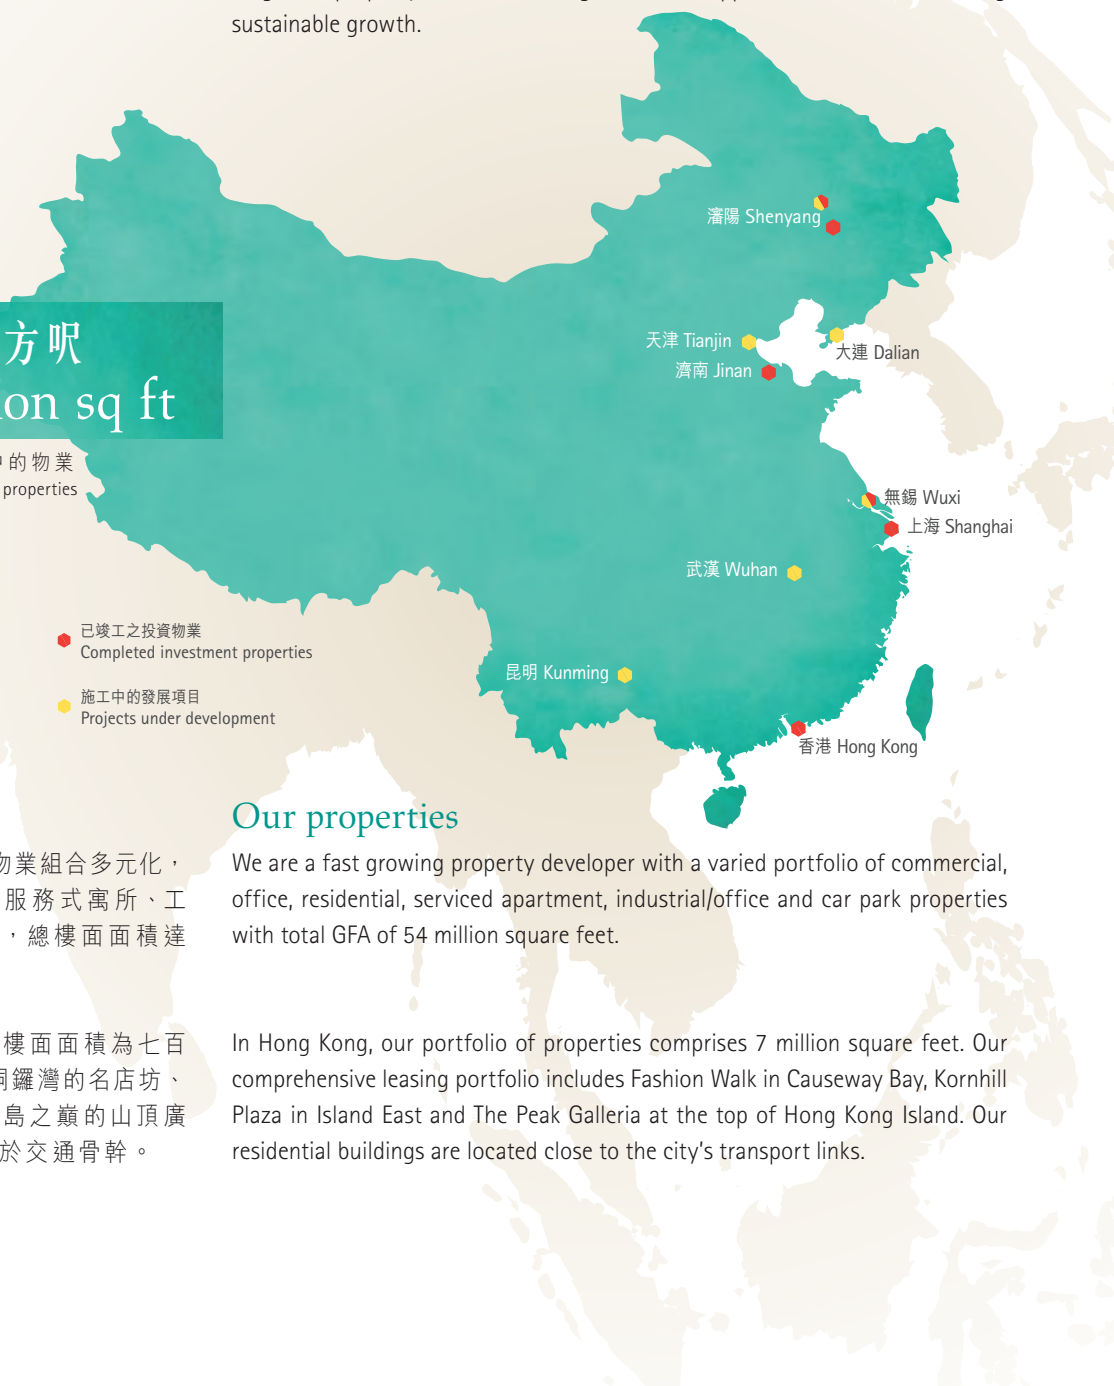 sustainable growth.
瀋陽 Shenyang
方呎
sq ft
天津 Tianjin
大連 Dalian
濟南 Jinan
的物業
properties
無錫 Wuxi
上海 Shanghai
武漢 Wuhan
已竣工之投資物業
Completed investment properties
昆明 Kunming
施工中的發展項目
Projects under development
香港 Hong Kong
Our properties
物業組合多元化，
服務式寓所、工
，總樓面面積達
We are a fast growing property developer with a varied portfolio of commercial,
office, residential, serviced apartment, industrial/office and car park properties
with total GFA of 54 million square feet.
樓面面積為七百
銅鑼灣的名店坊、
島之巔的山頂廣
於交通骨幹。
In Hong Kong, our portfolio of properties comprises 7 million square feet. Our
comprehensive leasing portfolio includes Fashion Walk in Causeway Bay, Kornhill
Plaza in Island East and The Peak Galleria at the top of Hong Kong Island. Our
residential buildings are located close to the city's transport links.